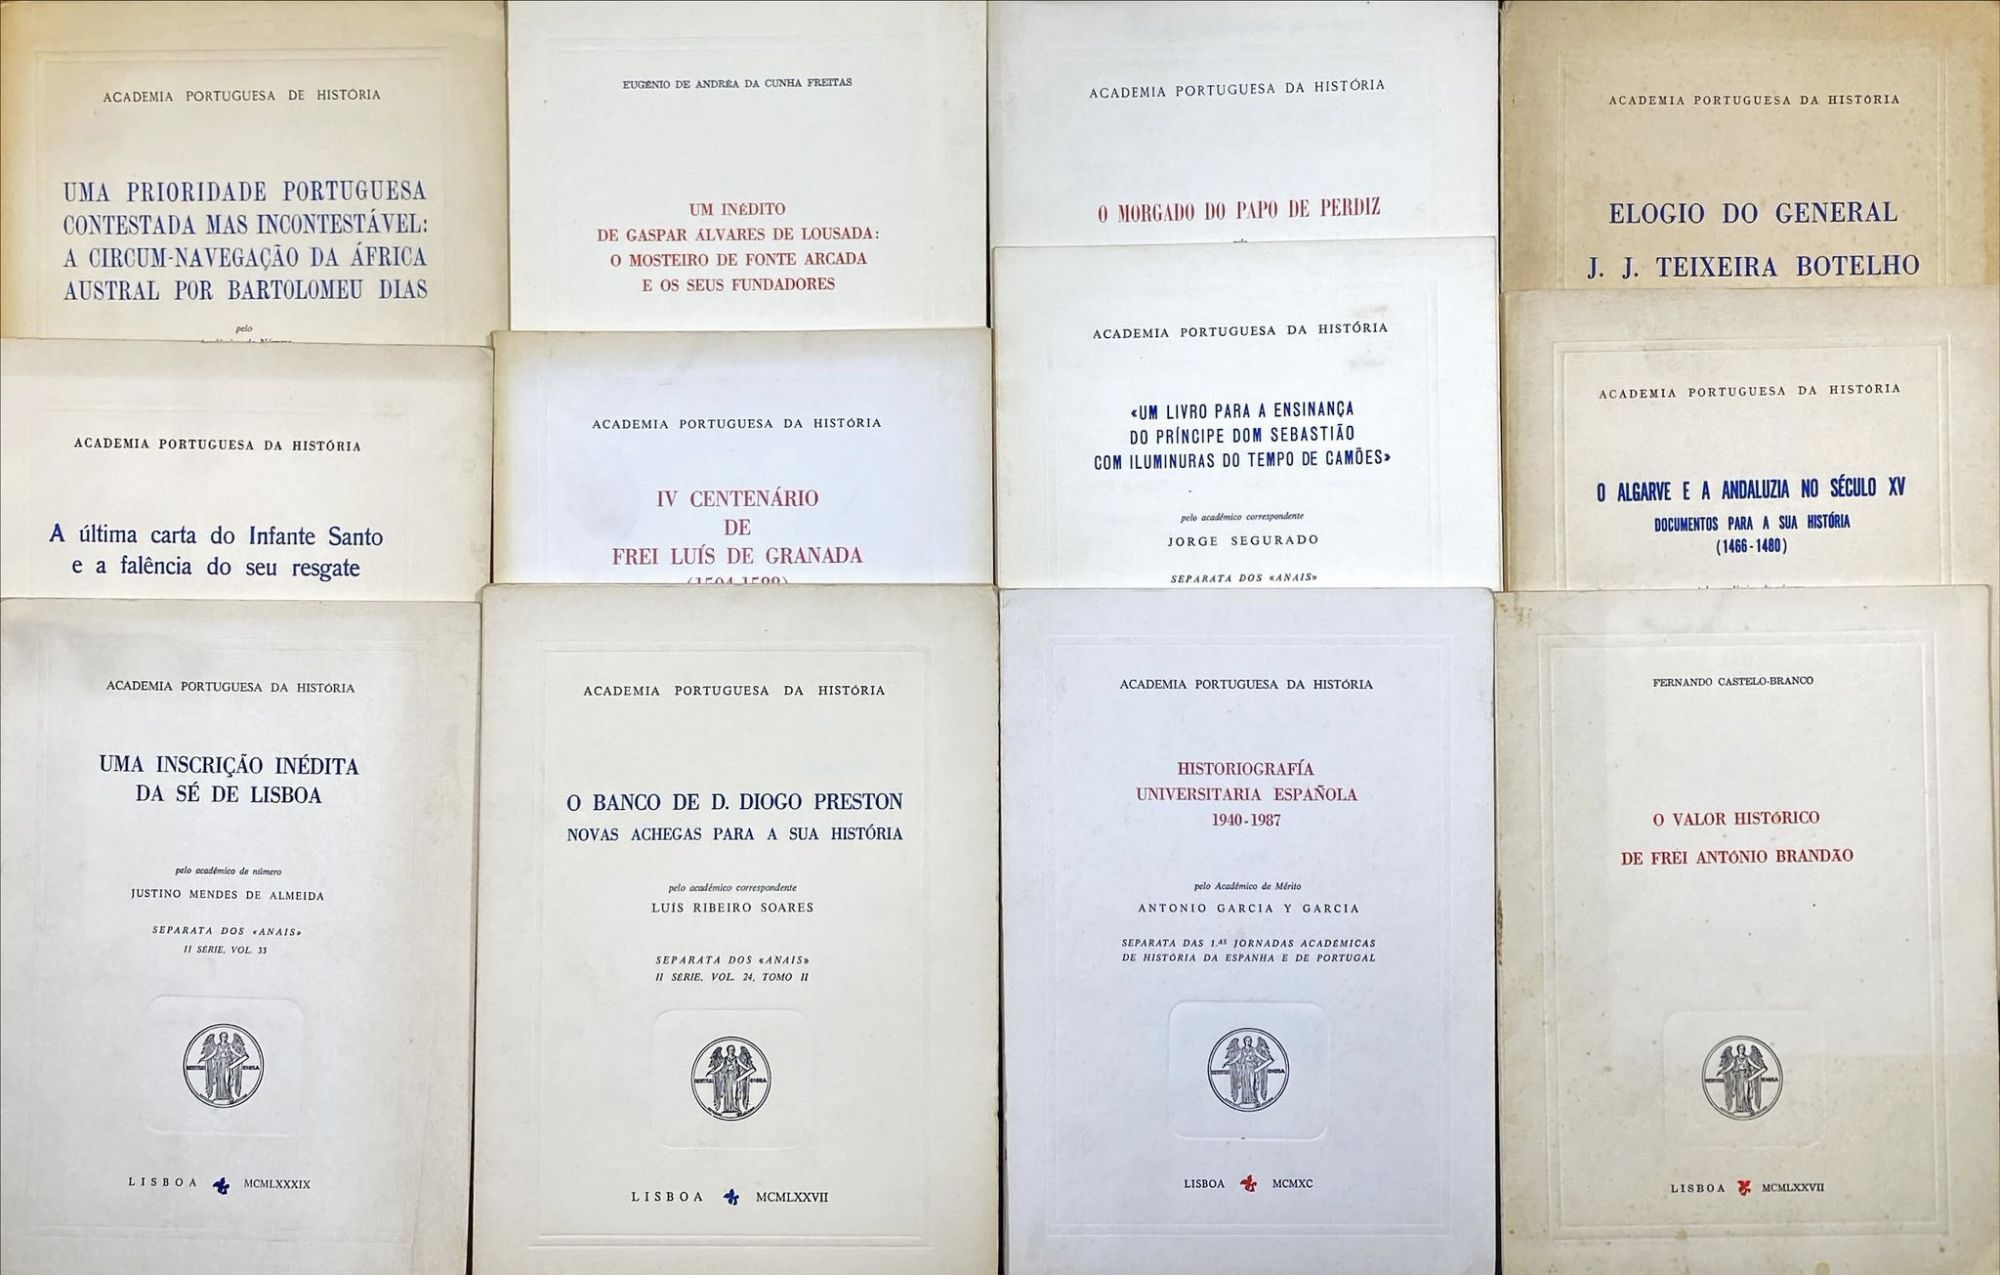 ACADEMIA PORTUGUESA DE HISTÓRIA
UMA PRIORIDADE PORTUGUESA
CONTESTADA MAS INCONTESTÁVEL:
A CIRCUM-NAVEGAÇÃO DA ÁFRICA
AUSTRAL POR BARTOLOMEU DIAS
pelo
EUGÉNIO DE ANDRÊA DA CUNHA FREITAS
UM INÉDITO
DE GASPAR ALVARES DE LOUSADA:
O MOSTEIRO DE FONTE ARCADA
E OS SEUS FUNDADORES
ACADEMIA PORTUGUESA DA HISTÓRIA
O MORGADO DO PAPO DE PERDIZ
ACADEMIA PORTUGUESA DA HISTÓRIA
ELOGIO DO GENERAL
J. J. TEIXEIRA BOTELHO
ACADEMIA PORTUGUESA DA HISTÓRIA
A última carta do Infante Santo
e a falência do seu resgate
ACADEMIA PORTUGUESA DA HISTÓRIA
IV CENTENÁRIO
DE
FREI LUÍS DE GRANADA
(1504-1588)
ACADEMIA PORTUGUESA DA HISTÓRIA
«UM LIVRO PARA A ENSINANÇA
DO PRÍNCIPE DOM SEBASTIÃO
COM ILUMINURAS DO TEMPO DE CAMÕES»
pelo académico correspondente
JORGE SEGURADO
SEPARATA DOS «ANAIS»
ACADEMIA PORTUGUESA DA HISTÓRIA
O ALGARVE E A ANDALUZIA NO SÉCULO XV
DOCUMENTOS PARA A SUA HISTÓRIA
(1466-1480)
ACADEMIA PORTUGUESA DA HISTÓRIA
UMA INSCRIÇÃO INÉDITA
DA SÉ DE LISBOA
pelo académico de número
JUSTINO MENDES DE ALMEIDA
SEPARATA DOS «ANAIS»
II SÉRIE, VOL. 33
LISBOA MCMLXXXIX
ACADEMIA PORTUGUESA DA HISTÓRIA
O BANCO DE D. DIOGO PRESTON
NOVAS ACHEGAS PARA A SUA HISTÓRIA
pelo académico correspondente
LUÍS RIBEIRO SOARES
SEPARATA DOS «ANAIS»
II SÉRIE, VOL. 24, TOMO II
LISBOA MCMLXXVII
ACADEMIA PORTUGUESA DA HISTÓRIA
HISTORIOGRAFÍA
UNIVERSITARIA ESPAÑOLA
1940-1987
pelo Académico de Mérito
ANTONIO GARCIA Y GARCIA
SEPARATA DAS 1.AS JORNADAS ACADÉMICAS
DE HISTÓRIA DA ESPANHA E DE PORTUGAL
LISBOA MCMXC
FERNANDO CASTELO-BRANCO
O VALOR HISTÓRICO
DE FREI ANTÓNIO BRANDÃO
LISBOA MCMLXXVII